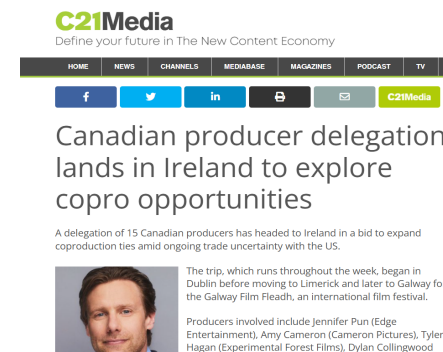 C21Media
Define your future in The New Content Economy
HOME NEWS CHANNELS MEDIABASE MAGAZINES PODCAST TV
C21Media
Canadian producer delegation
lands in Ireland to explore
copro opportunities
A delegation of 15 Canadian producers has headed to Ireland in a bid to expand
coproduction ties amid ongoing trade uncertainty with the US.
The trip, which runs throughout the week, began in
Dublin before moving to Limerick and later to Galway fo
the Galway Film Fleadh, an international film festival.
Producers involved include Jennifer Pun (Edge
Entertainment), Amy Cameron (Cameron Pictures), Tyler
Hagan (Experimental Forest Films), Dylan Collingwood